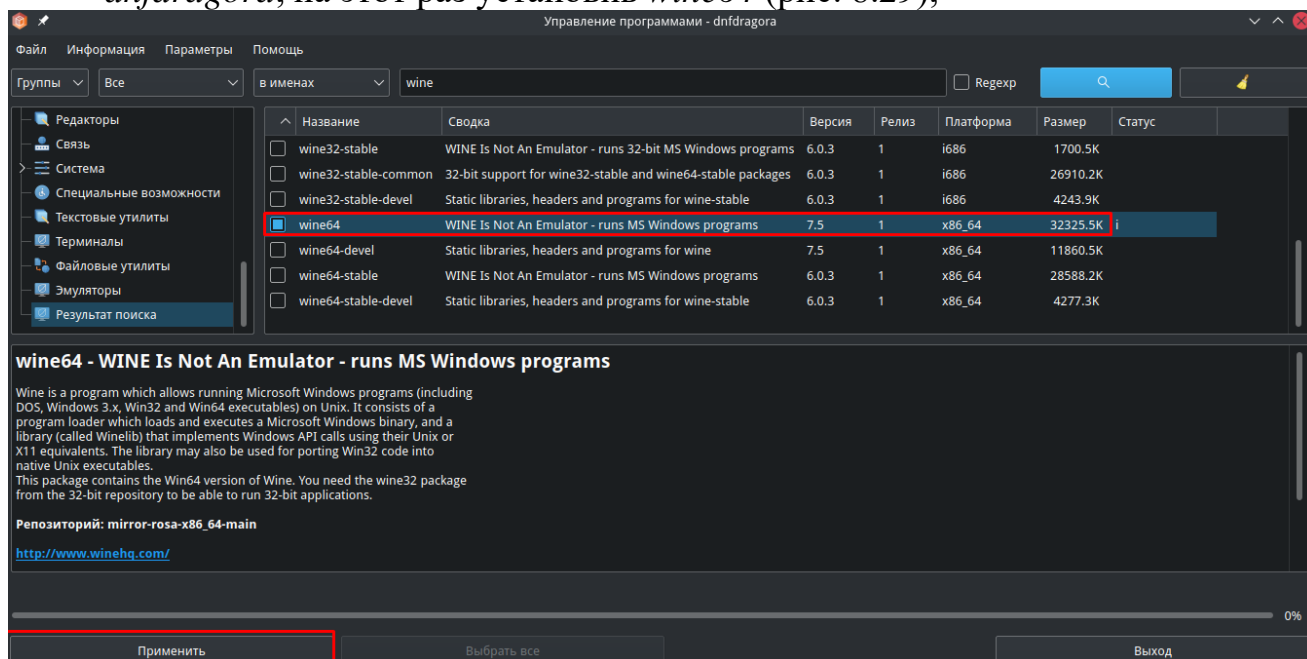 dnfdragora, на этот раз установив wine64 (рис. 8.29);
Управление программами - dnfdragora
Файл Информация Параметры Помощь
Группы Все в именах wine Regexp
Редакторы
Связь
Система
Специальные возможности
Текстовые утилиты
Терминалы
Файловые утилиты
Эмуляторы
Результат поиска
Название Сводка Версия Релиз Платформа Размер Статус
wine32-stable WINE Is Not An Emulator - runs 32-bit MS Windows programs 6.0.3 1 i686 1700.5K
wine32-stable-common 32-bit support for wine32-stable and wine64-stable packages 6.0.3 1 i686 26910.2K
wine32-stable-devel Static libraries, headers and programs for wine-stable 6.0.3 1 i686 4243.9K
wine64 WINE Is Not An Emulator - runs MS Windows programs 7.5 1 x86_64 32325.5K i
wine64-devel Static libraries, headers and programs for wine 7.5 1 x86_64 11860.5K
wine64-stable WINE Is Not An Emulator - runs MS Windows programs 6.0.3 1 x86_64 28588.2K
wine64-stable-devel Static libraries, headers and programs for wine-stable 6.0.3 1 x86_64 4277.3K
wine64 - WINE Is Not An Emulator - runs MS Windows programs
Wine is a program which allows running Microsoft Windows programs (including
DOS, Windows 3.x, Win32 and Win64 executables) on Unix. It consists of a
program loader which loads and executes a Microsoft Windows binary, and a
library (called Winelib) that implements Windows API calls using their Unix or
X11 equivalents. The library may also be used for porting Win32 code into
native Unix executables.
This package contains the Win64 version of Wine. You need the wine32 package
from the 32-bit repository to be able to run 32-bit applications.
Репозиторий: mirror-rosa-x86_64-main
http://www.winehq.com/
0%
Применить Выбрать все Выход